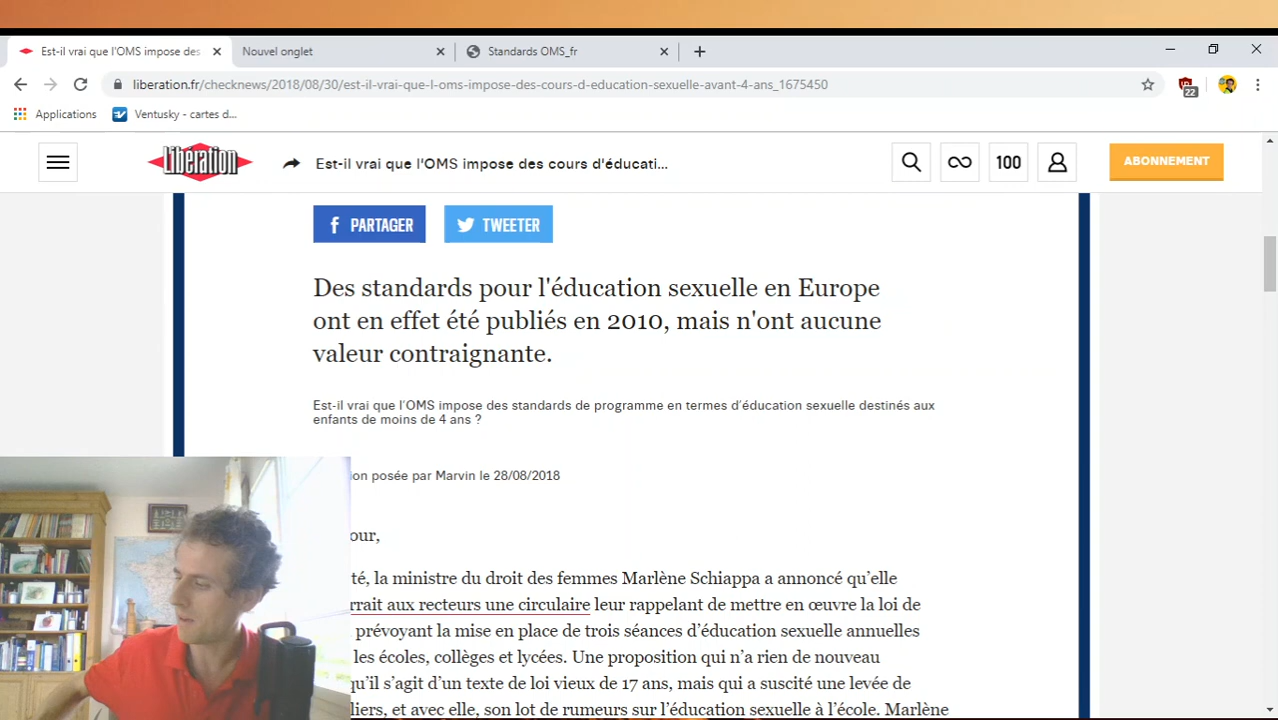 Est-il vrai que l'OMS impose des
Nouvel onglet
Standards OMS_fr
liberation.fr/checknews/2018/08/30/est-il-vrai-que-l-oms-impose-des-cours-d-education-sexuelle-avant-4-ans_1675450
22
Applications
Ventusky - cartes d...
Libération
Est-il vrai que l'OMS impose des cours d'éducati...
100
ABONNEMENT
PARTAGER
TWEETER
Des standards pour l'éducation sexuelle en Europe
ont en effet été publiés en 2010, mais n'ont aucune
valeur contraignante.
Est-il vrai que l'OMS impose des standards de programme en termes d'éducation sexuelle destinés aux
enfants de moins de 4 ans ?
ion posée par Marvin le 28/08/2018
our,
té, la ministre du droit des femmes Marlène Schiappa a annoncé qu'elle
rrait aux recteurs une circulaire leur rappelant de mettre en œuvre la loi de
prévoyant la mise en place de trois séances d'éducation sexuelle annuelles
les écoles, collèges et lycées. Une proposition qui n'a rien de nouveau
qu'il s'agit d'un texte de loi vieux de 17 ans, mais qui a suscité une levée de
liers, et avec elle, son lot de rumeurs sur l'éducation sexuelle à l'école. Marlène